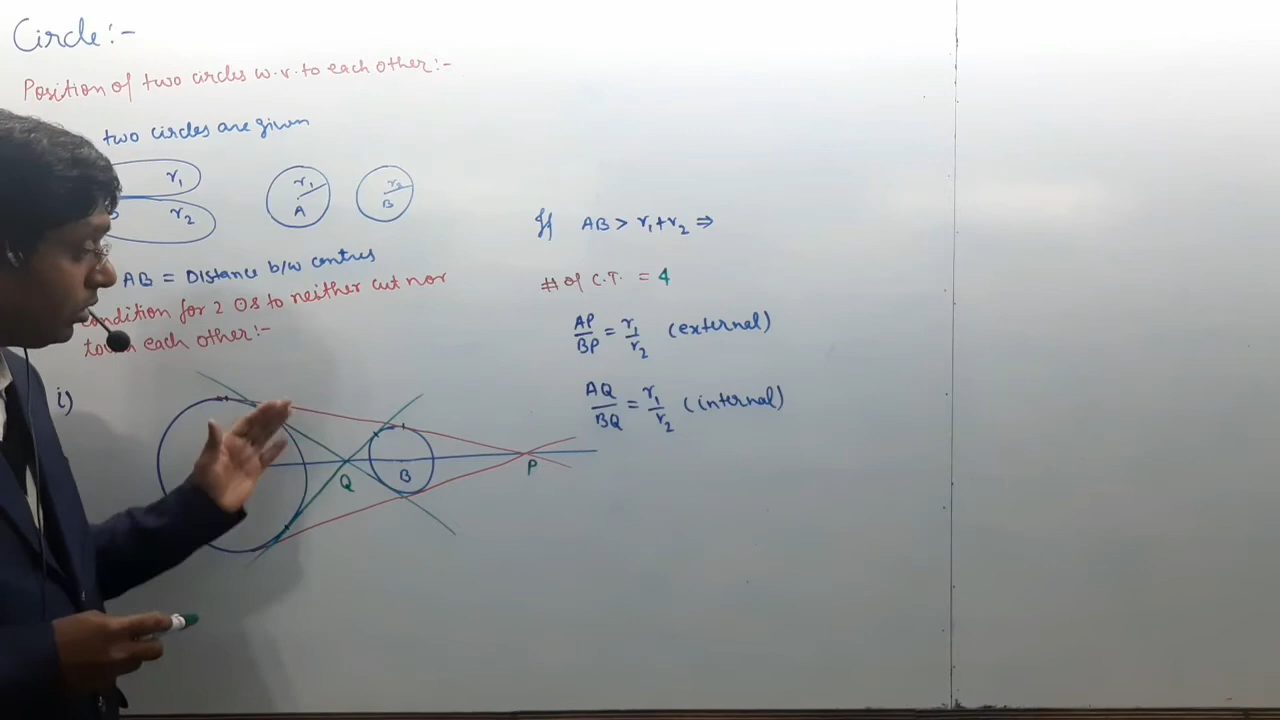 Circle:-
Position of two circles w.r.to each other:-
two circles are given
r1
r2
r1
A
r2
B
AB = Distance b/w centres
condition for 2 Os to neither cut nor
each other:-
i)
Q
B
P
If AB > r1+r2 ⇒
# of C.T. = 4
AP/BP = r1/r2 (external)
AQ/BQ = r1/r2 (internal)